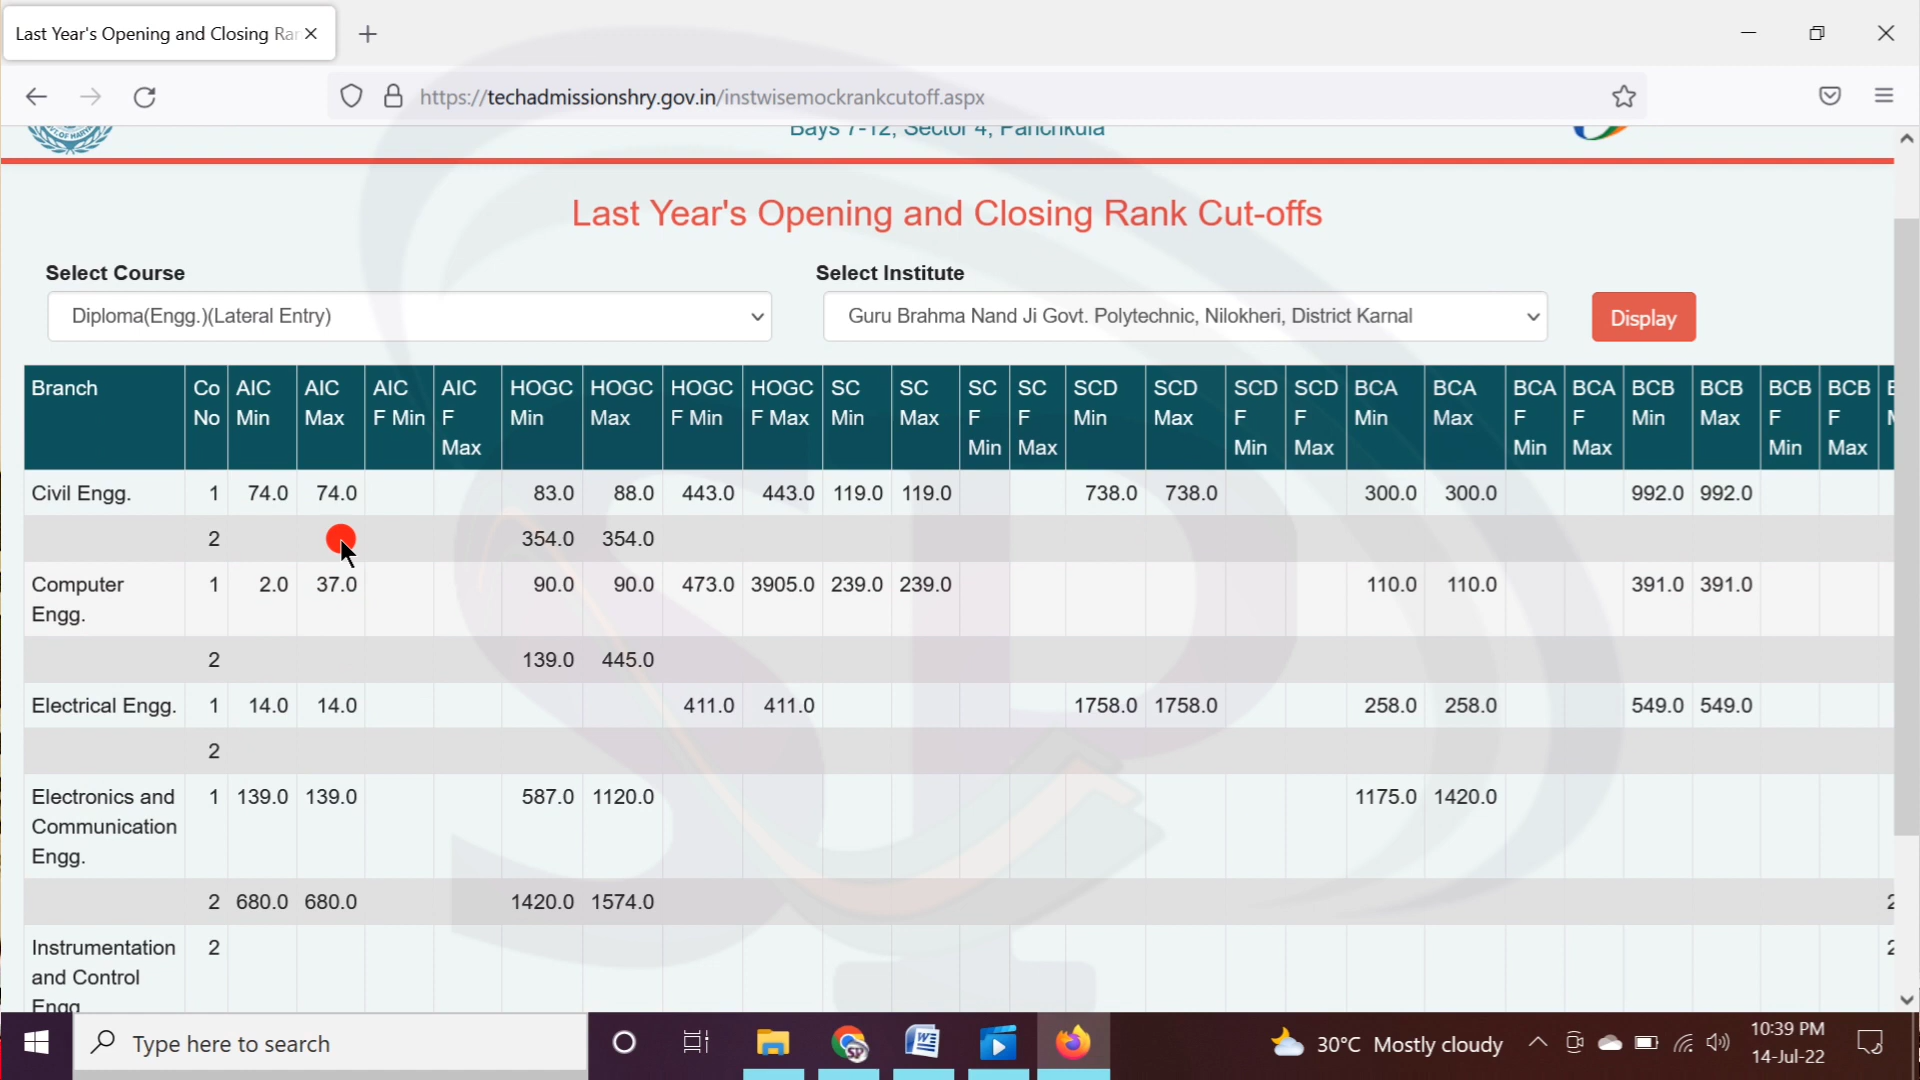 Last Year's Opening and Closing Rar
https://techadmissionshry.gov.in/instwisemockrankcutoff.aspx
Bays 7-12, Sector 4, Panchkula
Last Year's Opening and Closing Rank Cut-offs
Select Course
Select Institute
Diploma(Engg.)(Lateral Entry)
Guru Brahma Nand Ji Govt. Polytechnic, Nilokheri, District Karnal
Display
Branch Co No AIC Min AIC Max AIC F Min AIC F Max HOGC Min HOGC Max HOGC F Min HOGC F Max SC Min SC Max SC F Min SC F Max SCD Min SCD Max SCD F Min SCD F Max BCA Min BCA Max BCA F Min BCA F Max BCB Min BCB Max BCB F Min BCB F Max
Civil Engg. 1 74.0 74.0 83.0 88.0 443.0 443.0 119.0 119.0 738.0 738.0 300.0 300.0 992.0 992.0
2 354.0 354.0
Computer Engg. 1 2.0 37.0 90.0 90.0 473.0 3905.0 239.0 239.0 110.0 110.0 391.0 391.0
2 139.0 445.0
Electrical Engg. 1 14.0 14.0 411.0 411.0 1758.0 1758.0 258.0 258.0 549.0 549.0
2
Electronics and Communication Engg. 1 139.0 139.0 587.0 1120.0 1175.0 1420.0
2 680.0 680.0 1420.0 1574.0 2
Instrumentation and Control Engg 2 2
Type here to search
30°C Mostly cloudy
10:39 PM
14-Jul-22